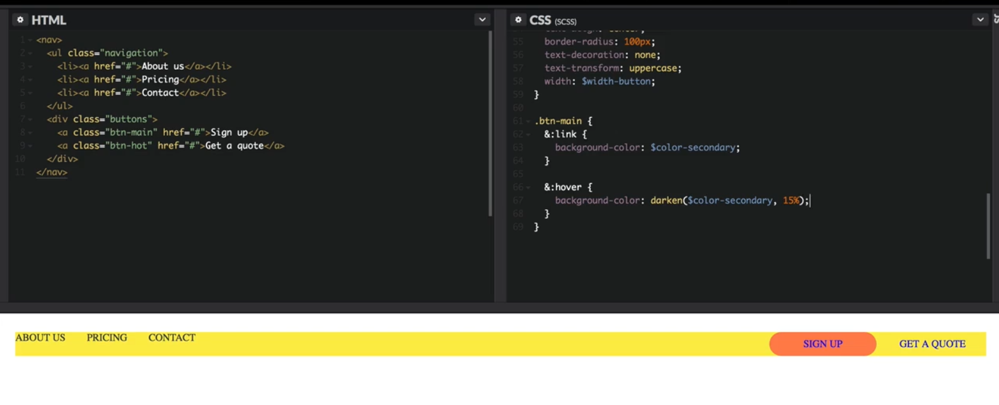 HTML
1 <nav>
2 <ul class="navigation">
3 <li><a href="#">About us</a></li>
4 <li><a href="#">Pricing</a></li>
5 <li><a href="#">Contact</a></li>
6 </ul>
7 <div class="buttons">
8 <a class="btn-main" href="#">Sign up</a>
9 <a class="btn-hot" href="#">Get a quote</a>
10 </div>
11 </nav>
CSS (SCSS)
55 border-radius: 100px;
56 text-decoration: none;
57 text-transform: uppercase;
58 width: $width-button;
59 }
60
61 .btn-main {
62 &:link {
63 background-color: $color-secondary;
64 }
65
66 &:hover {
67 background-color: darken($color-secondary, 15%);
68 }
69 }
ABOUT US PRICING CONTACT SIGN UP GET A QUOTE